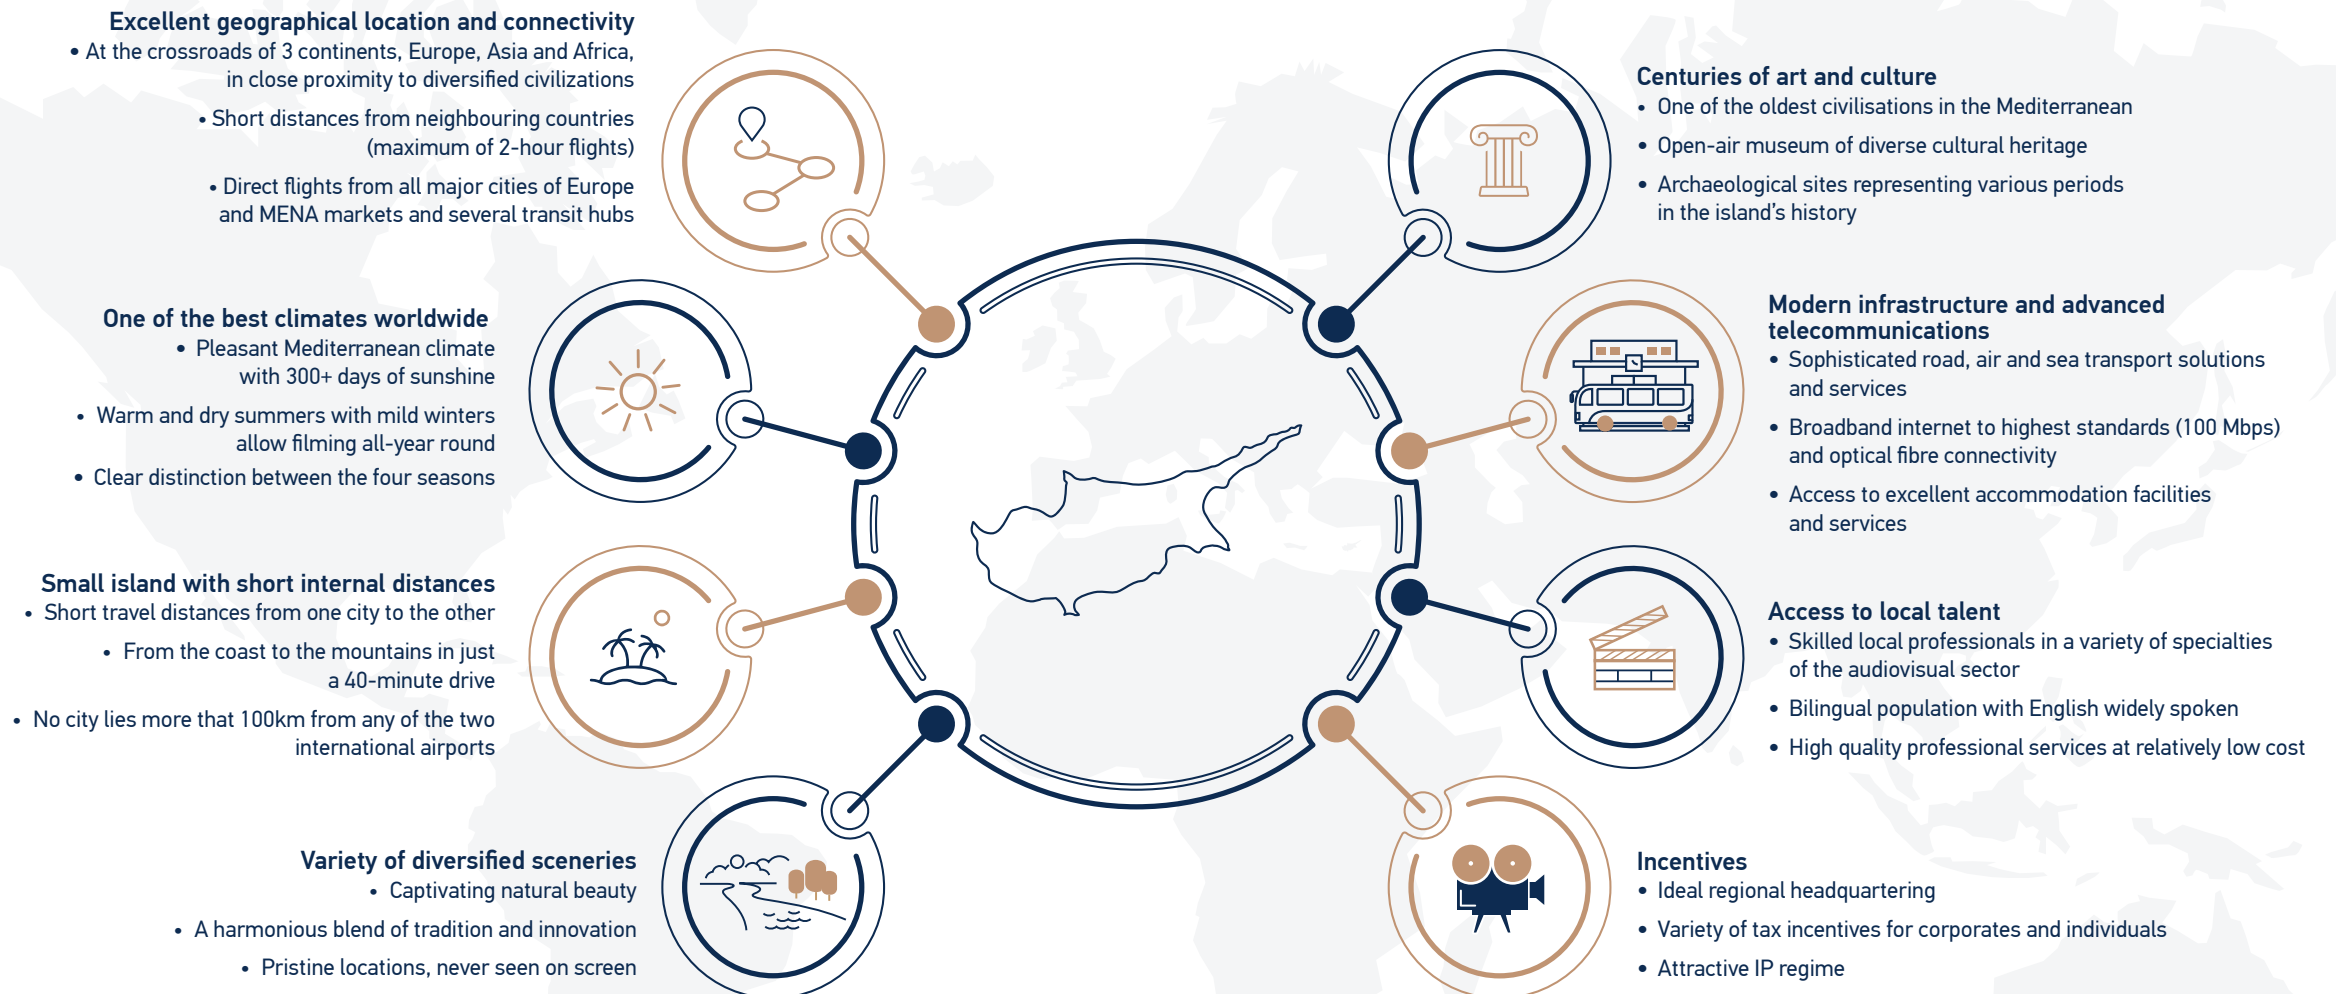 Excellent geographical location and connectivity
• At the crossroads of 3 continents, Europe, Asia and Africa,
in close proximity to diversified civilizations
• Short distances from neighbouring countries
(maximum of 2-hour flights)
• Direct flights from all major cities of Europe
and MENA markets and several transit hubs
One of the best climates worldwide
• Pleasant Mediterranean climate
with 300+ days of sunshine
• Warm and dry summers with mild winters
allow filming all-year round
• Clear distinction between the four seasons
Small island with short internal distances
• Short travel distances from one city to the other
• From the coast to the mountains in just
a 40-minute drive
• No city lies more that 100km from any of the two
international airports
Variety of diversified sceneries
• Captivating natural beauty
• A harmonious blend of tradition and innovation
• Pristine locations, never seen on screen
Centuries of art and culture
• One of the oldest civilisations in the Mediterranean
• Open-air museum of diverse cultural heritage
• Archaeological sites representing various periods
in the island's history
Modern infrastructure and advanced
telecommunications
• Sophisticated road, air and sea transport solutions
and services
• Broadband internet to highest standards (100 Mbps)
and optical fibre connectivity
• Access to excellent accommodation facilities
and services
Access to local talent
• Skilled local professionals in a variety of specialties
of the audiovisual sector
• Bilingual population with English widely spoken
• High quality professional services at relatively low cost
Incentives
• Ideal regional headquartering
• Variety of tax incentives for corporates and individuals
• Attractive IP regime